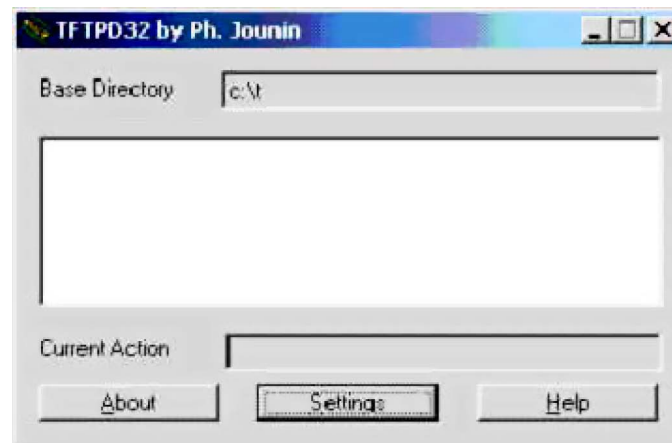 TFTPD32 by Ph. Jounin
Base Directory
c:\t
Current Action
About
Settings
Help